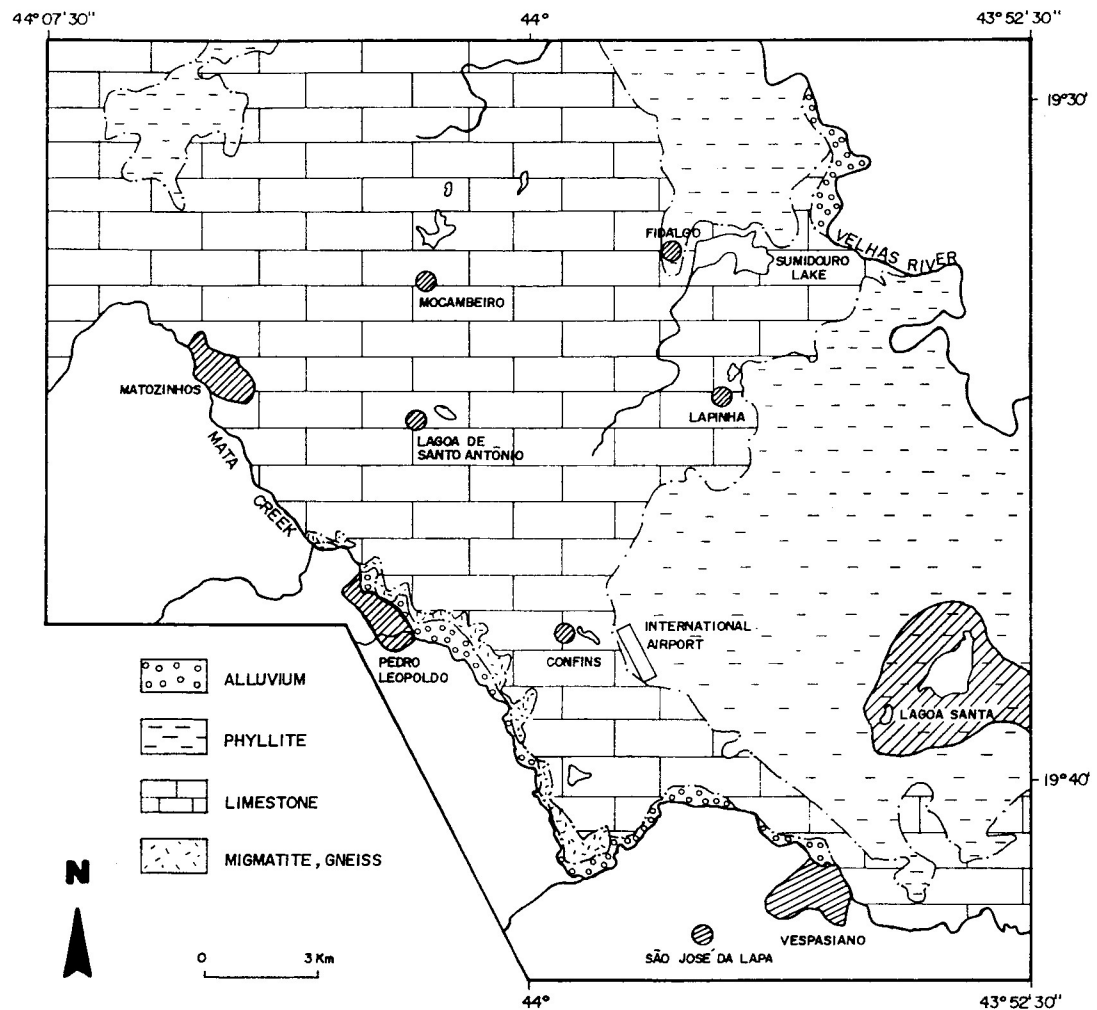 44° 07' 30" 44° 43° 52' 30"
19° 30'
FIDALGO
VELHAS RIVER
SUMIDOURO
LAKE
MOCAMBEIRO
MATOZINHOS
LAPINHA
LAGOA DE
SANTO ANTÔNIO
MATA
CREEK
INTERNATIONAL
AIRPORT
PEDRO
LEOPOLDO
CONFINS
LAGOA SANTA
ALLUVIUM
PHYLLITE
19° 40'
LIMESTONE
MIGMATITE, GNEISS
N
VESPASIANO
SÃO JOSÉ DA LAPA
0 3 Km
44° 43° 52' 30"